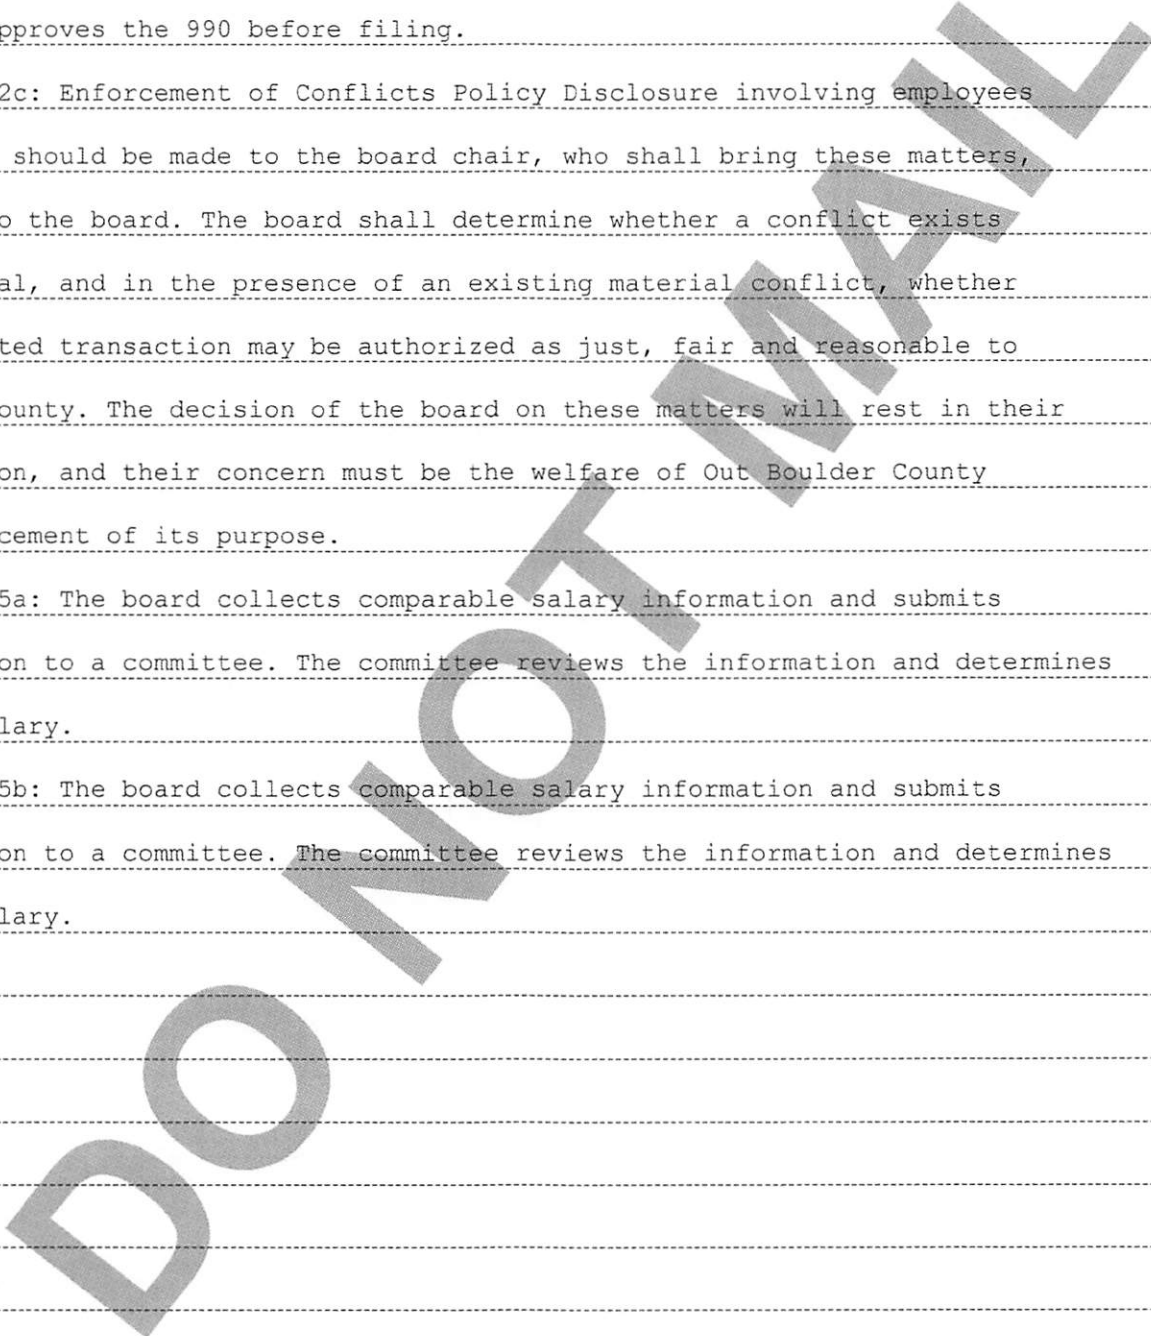 pproves the 990 before filing.
2c: Enforcement of Conflicts Policy Disclosure involving employees
should be made to the board chair, who shall bring these matters,
o the board. The board shall determine whether a conflict exists
al, and in the presence of an existing material conflict, whether
ted transaction may be authorized as just, fair and reasonable to
ounty. The decision of the board on these matters will rest in their
on, and their concern must be the welfare of Out Boulder County
cement of its purpose.
5a: The board collects comparable salary information and submits
on to a committee. The committee reviews the information and determines
lary.
5b: The board collects comparable salary information and submits
on to a committee. The committee reviews the information and determines
lary.
DO NOT MAIL